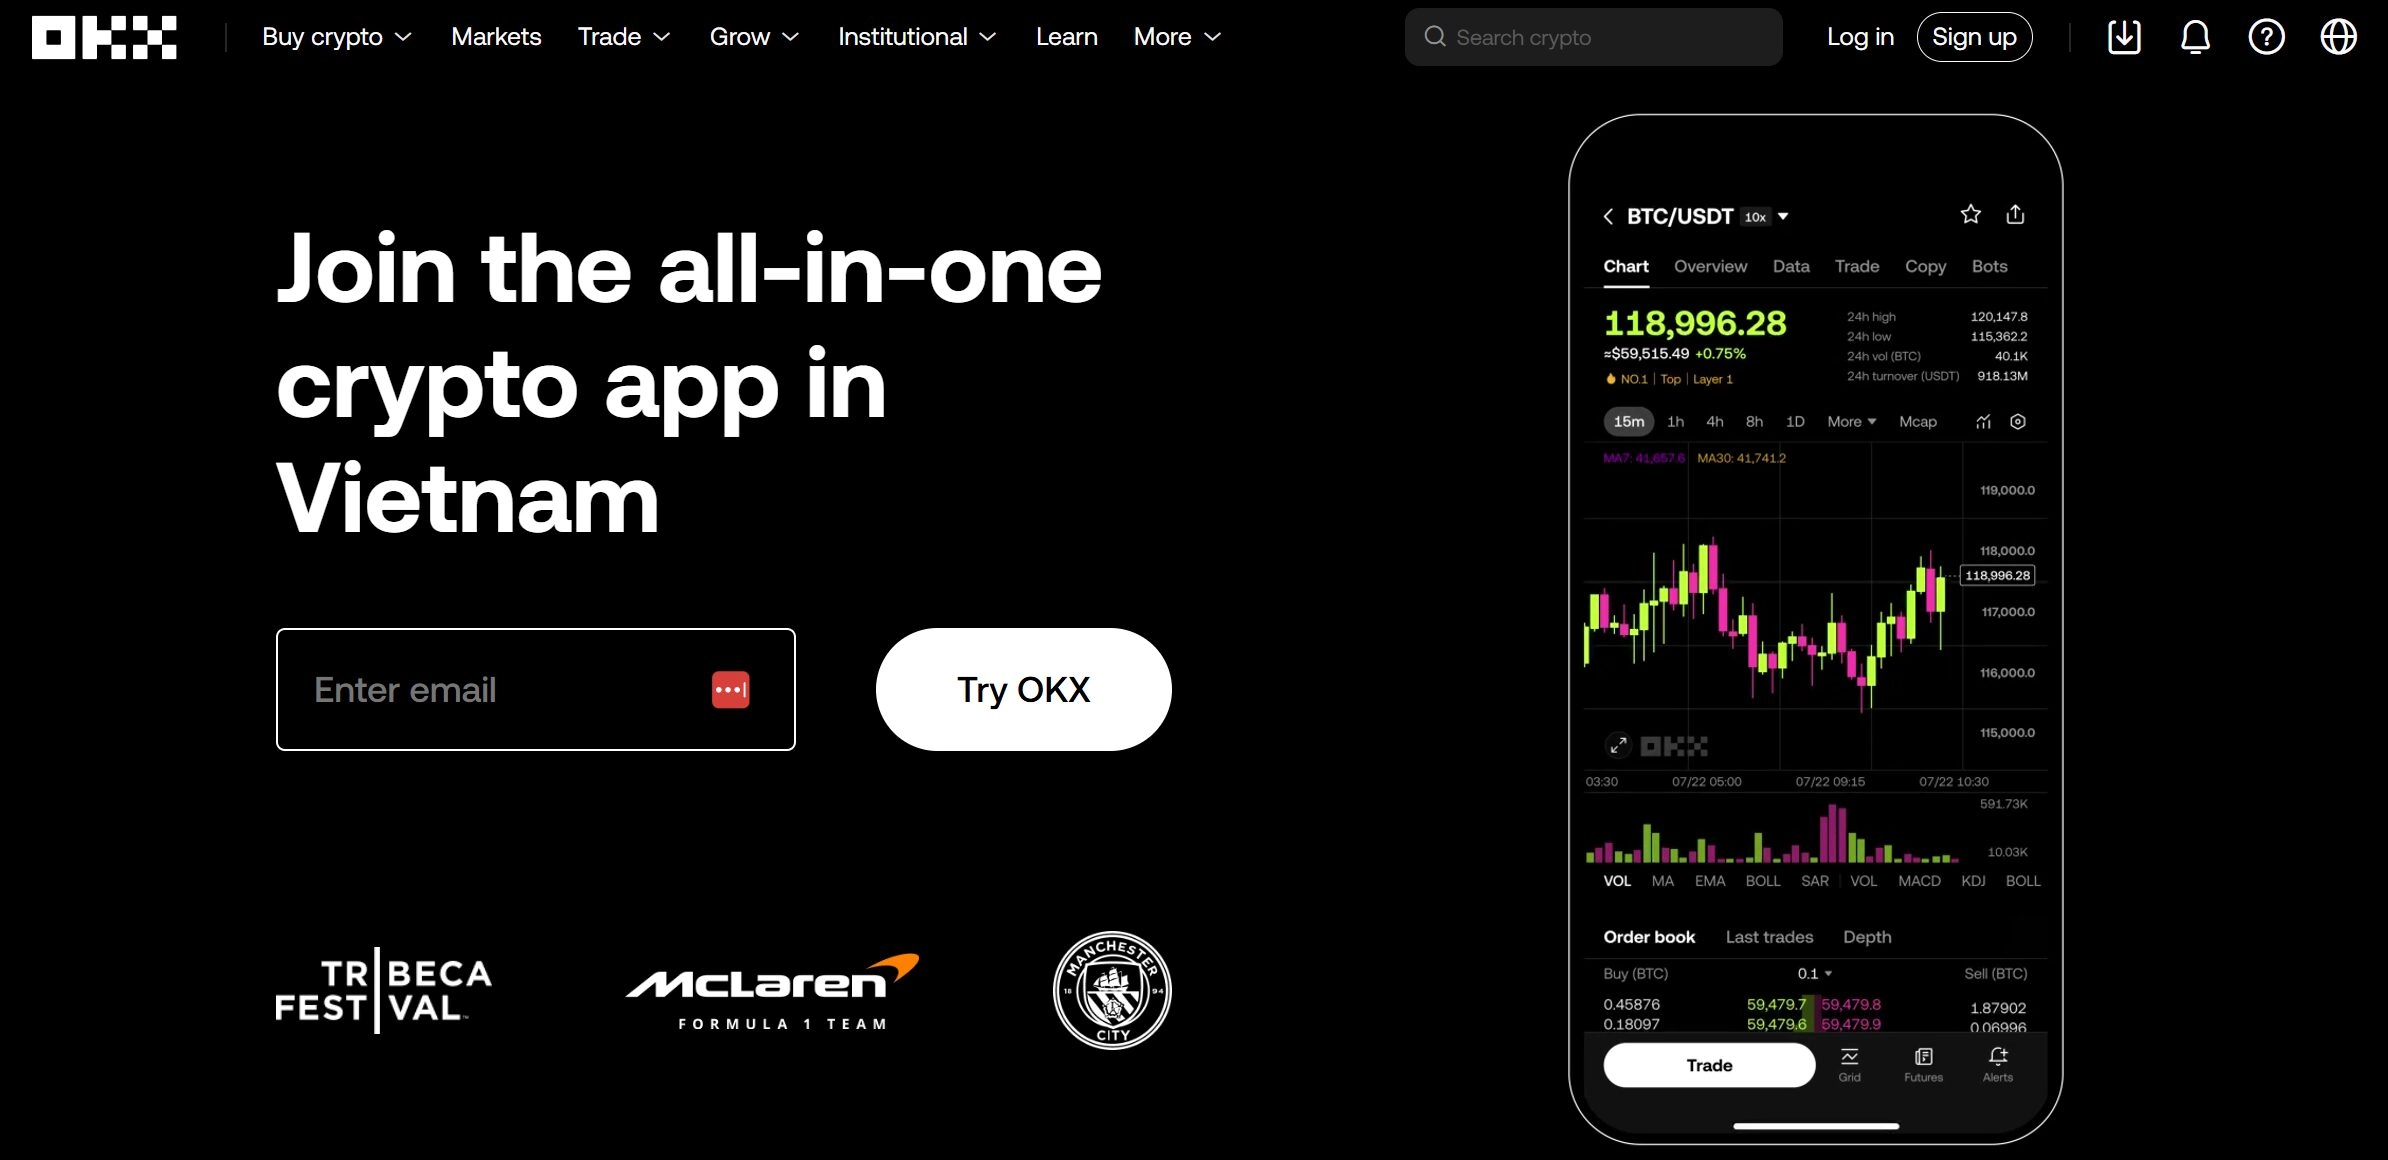 OKX
Buy crypto Markets Trade Grow Institutional Learn More
Search crypto
Log in Sign up
Join the all-in-one
crypto app in
Vietnam
Enter email
Try OKX
TRIBECA
FESTIVAL™
McLaren
FORMULA 1 TEAM
MANCHESTER
18 94
CITY
BTC/USDT 10x
Chart Overview Data Trade Copy Bots
118,996.28
≈$59,515.49 +0.75%
NO.1 | Top | Layer 1
24h high 120,147.8
24h low 115,362.2
24h vol (BTC) 40.1K
24h turnover (USDT) 918.13M
15m 1h 4h 8h 1D More Mcap
MA7: 41,657.6 MA30: 41,741.2
119,000.0
118,000.0
118,996.28
117,000.0
116,000.0
115,000.0
OKX
03:30 07/22 05:00 07/22 09:15 07/22 10:30
591.73K
10.03K
VOL MA EMA BOLL SAR VOL MACD KDJ BOLL
Order book Last trades Depth
Buy (BTC) 0.1 Sell (BTC)
0.45876 59,479.7 59,479.8 1.87902
0.18097 59,479.6 59,479.9 0.06996
Trade
Grid Futures Alerts